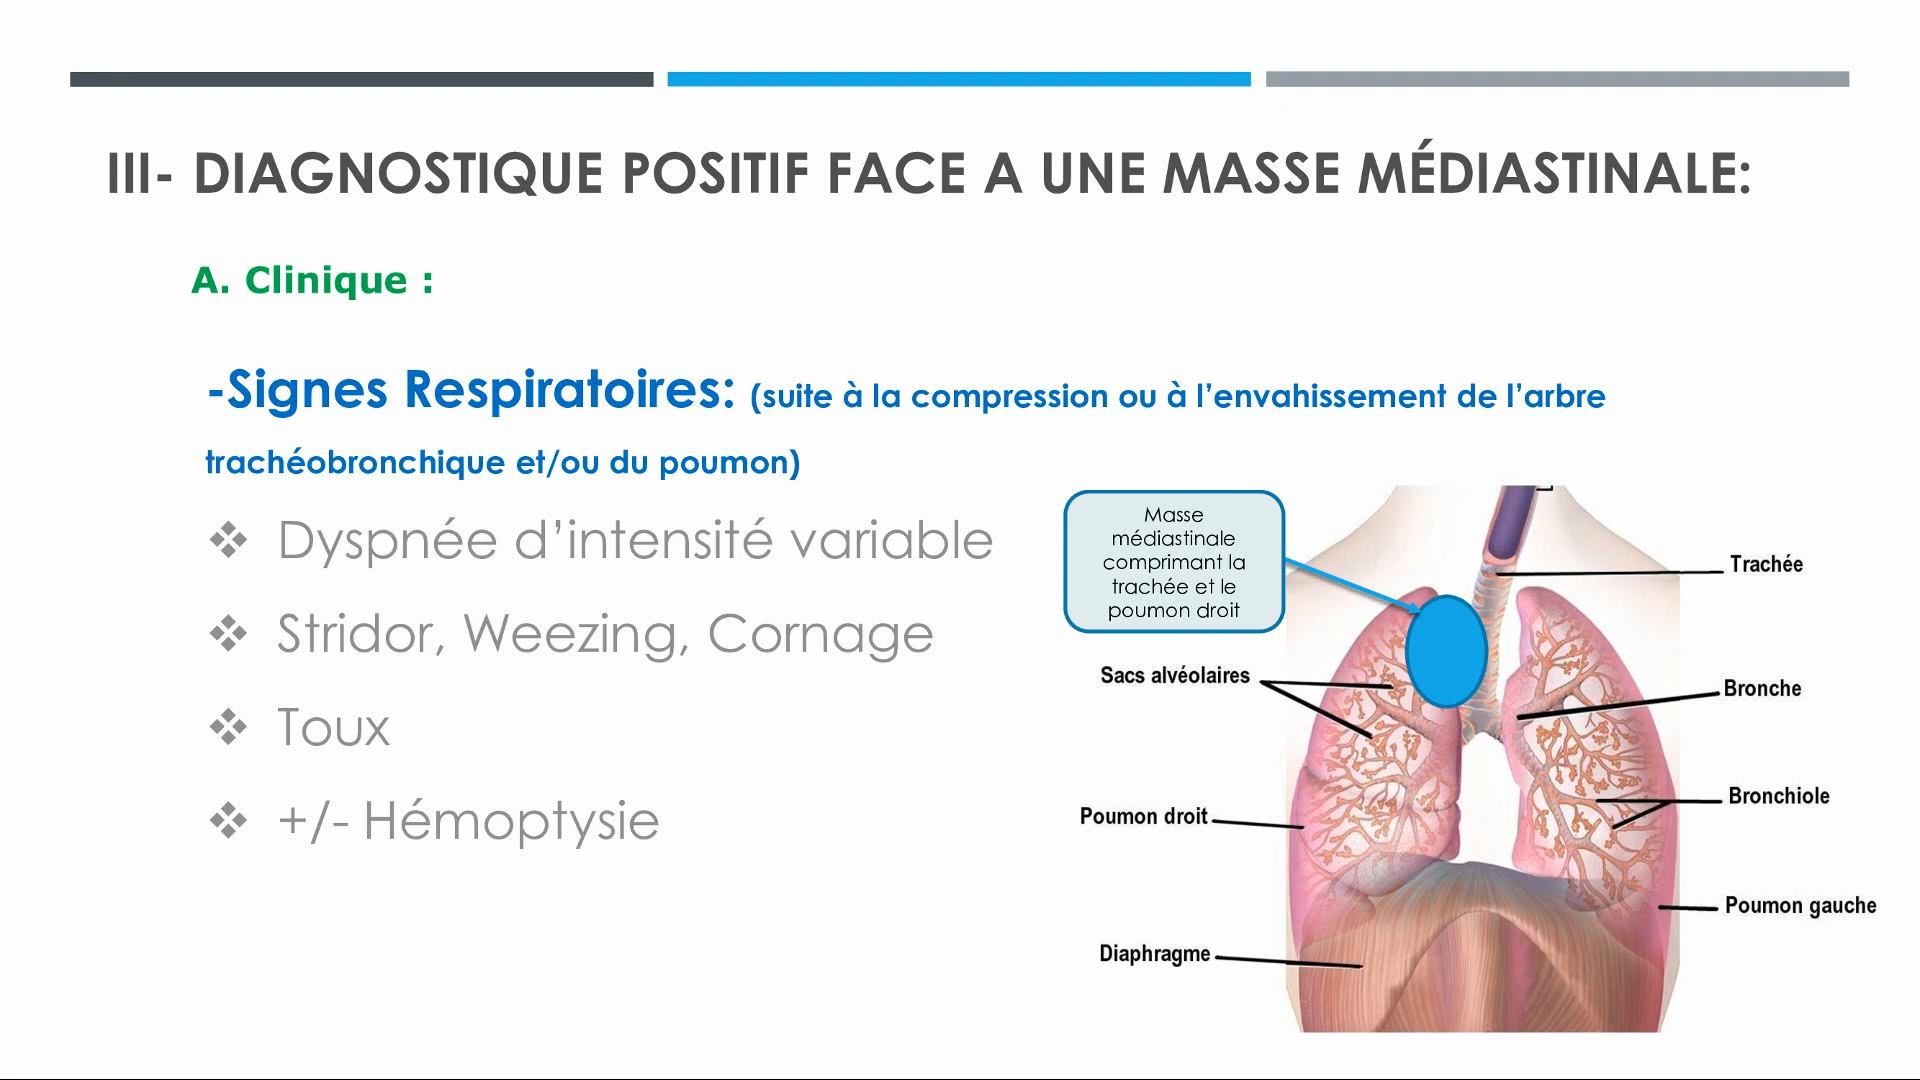 III- DIAGNOSTIQUE POSITIF FACE A UNE MASSE MÉDIASTINALE:
A. Clinique :
-Signes Respiratoires: (suite à la compression ou à l’envahissement de l’arbre
trachéobronchique et/ou du poumon)
❖ Dyspnée d’intensité variable
❖ Stridor, Weezing, Cornage
❖ Toux
❖ +/- Hémoptysie
Masse
médiastinale
comprimant la
trachée et le
poumon droit
Trachée
Sacs alvéolaires
Bronche
Bronchiole
Poumon droit
Poumon gauche
Diaphragme